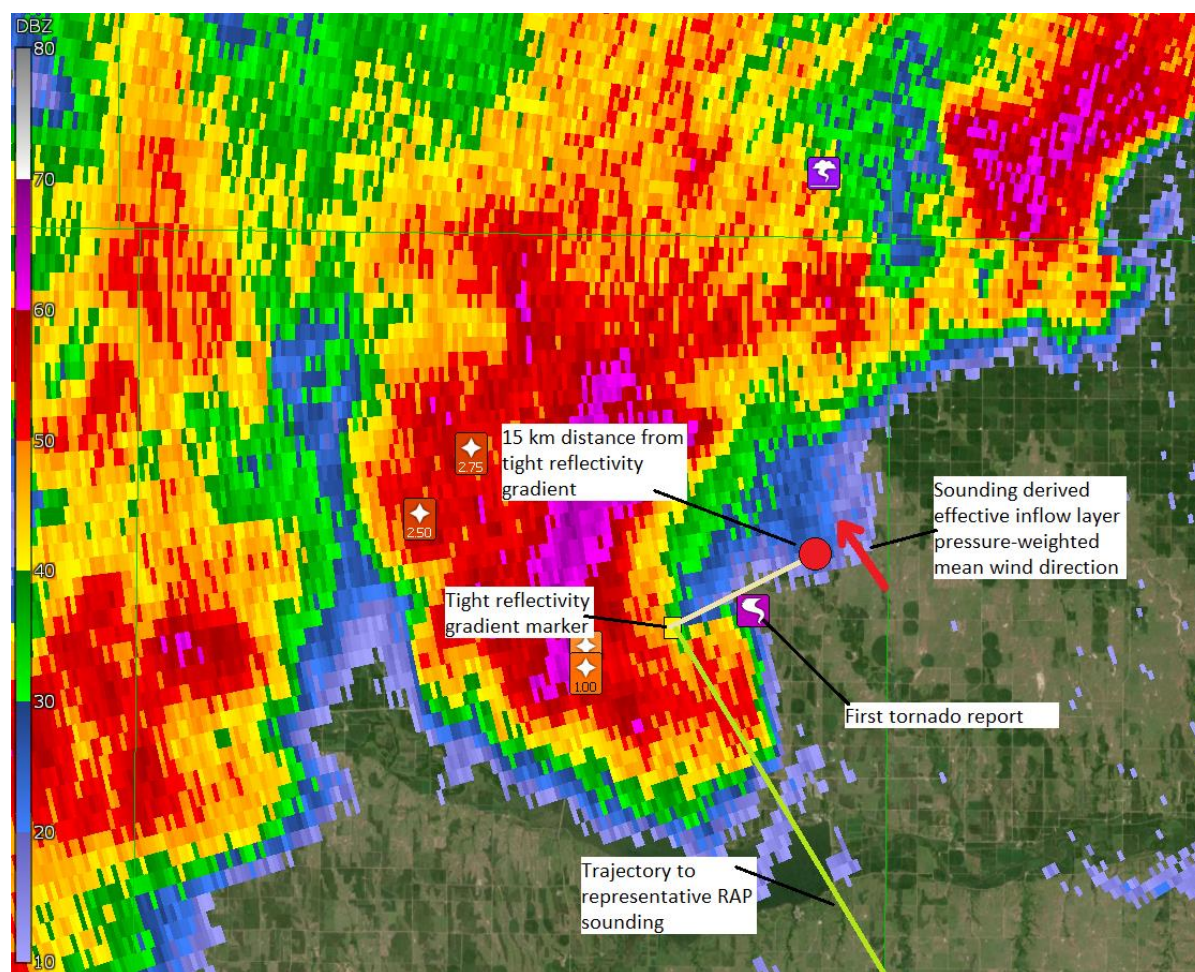 DBZ
80
70
60
50
40
30
20
10
2.75
2.50
15 km distance from
tight reflectivity
gradient
Sounding derived
effective inflow layer
pressure-weighted
mean wind direction
Tight reflectivity
gradient marker
1.00
First tornado report
Trajectory to
representative RAP
sounding